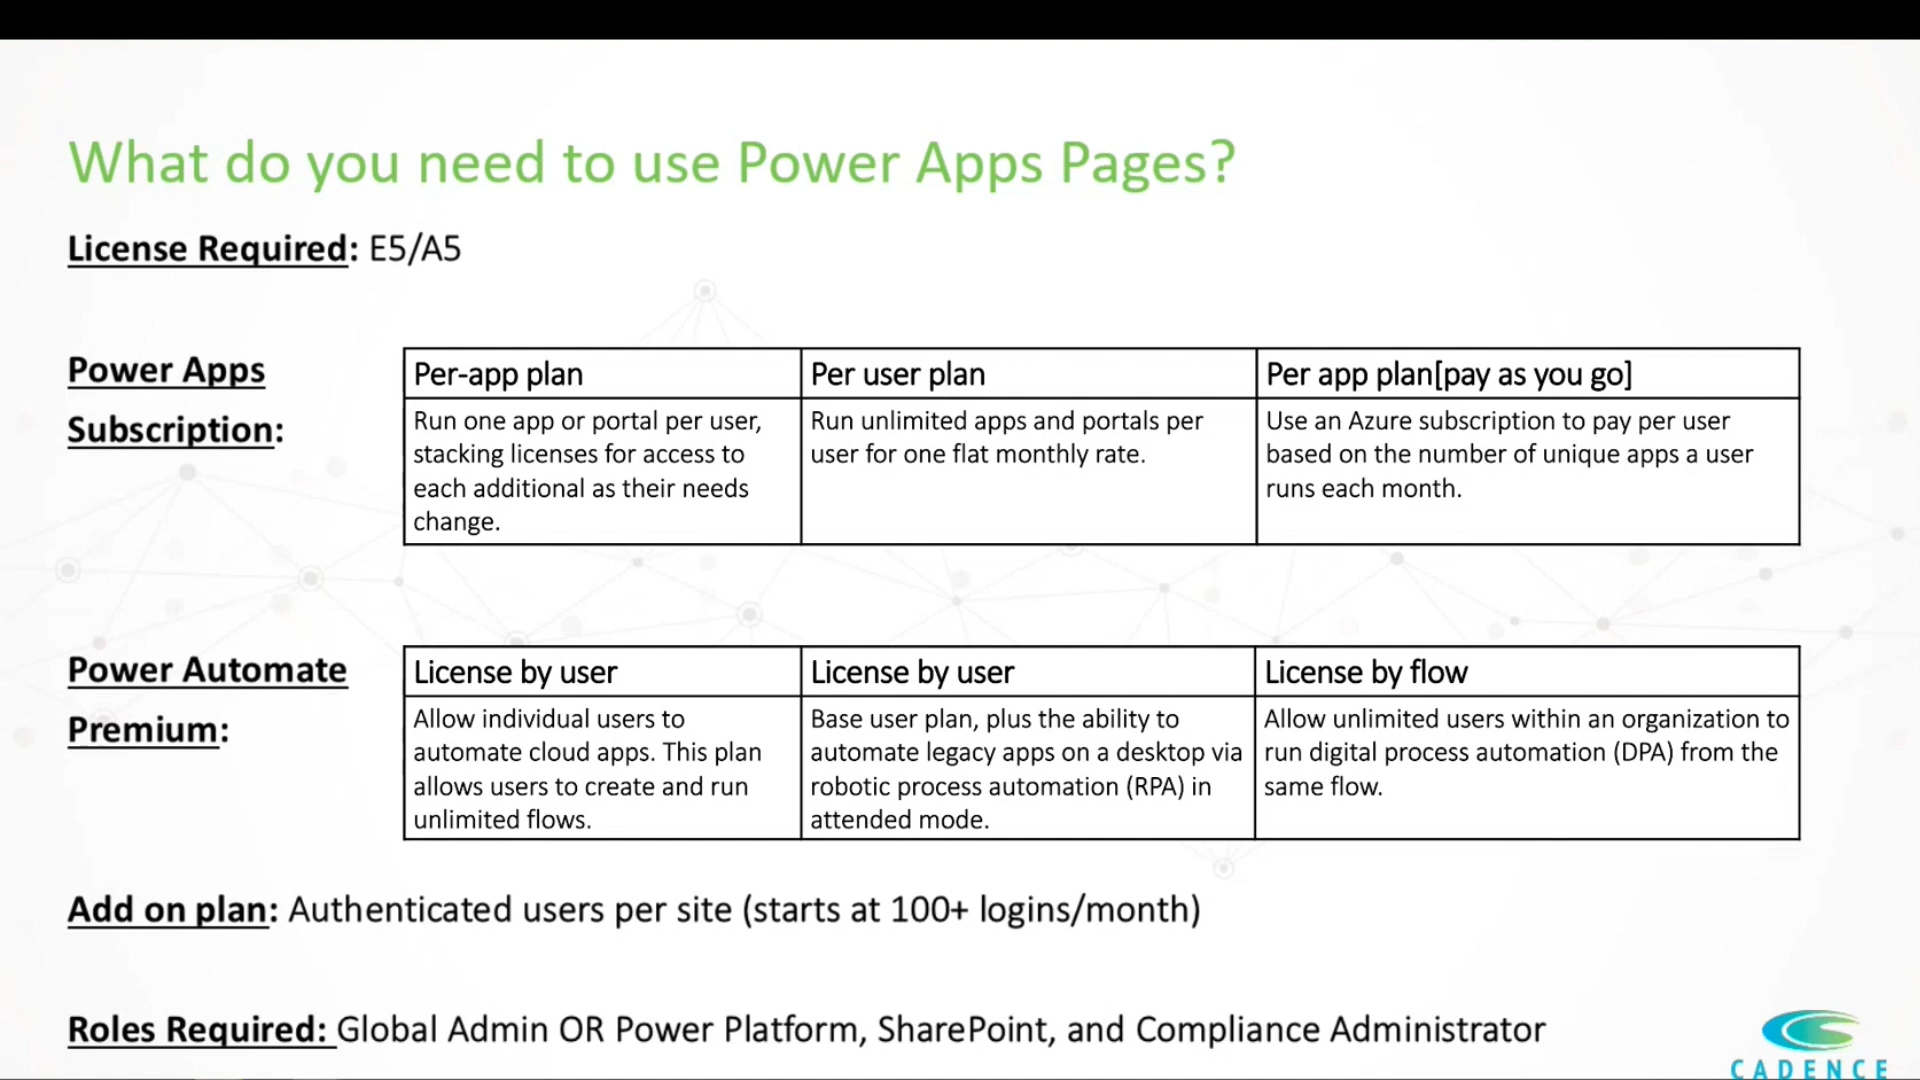 What do you need to use Power Apps Pages?
License Required: E5/A5
Power Apps
Subscription:
Per-app plan
Run one app or portal per user,
stacking licenses for access to
each additional as their needs
change.
Per user plan
Run unlimited apps and portals per
user for one flat monthly rate.
Per app plan[pay as you go]
Use an Azure subscription to pay per user
based on the number of unique apps a user
runs each month.
Power Automate
Premium:
License by user
Allow individual users to
automate cloud apps. This plan
allows users to create and run
unlimited flows.
License by user
Base user plan, plus the ability to
automate legacy apps on a desktop via
robotic process automation (RPA) in
attended mode.
License by flow
Allow unlimited users within an organization to
run digital process automation (DPA) from the
same flow.
Add on plan: Authenticated users per site (starts at 100+ logins/month)
Roles Required: Global Admin OR Power Platform, SharePoint, and Compliance Administrator
CADENCE